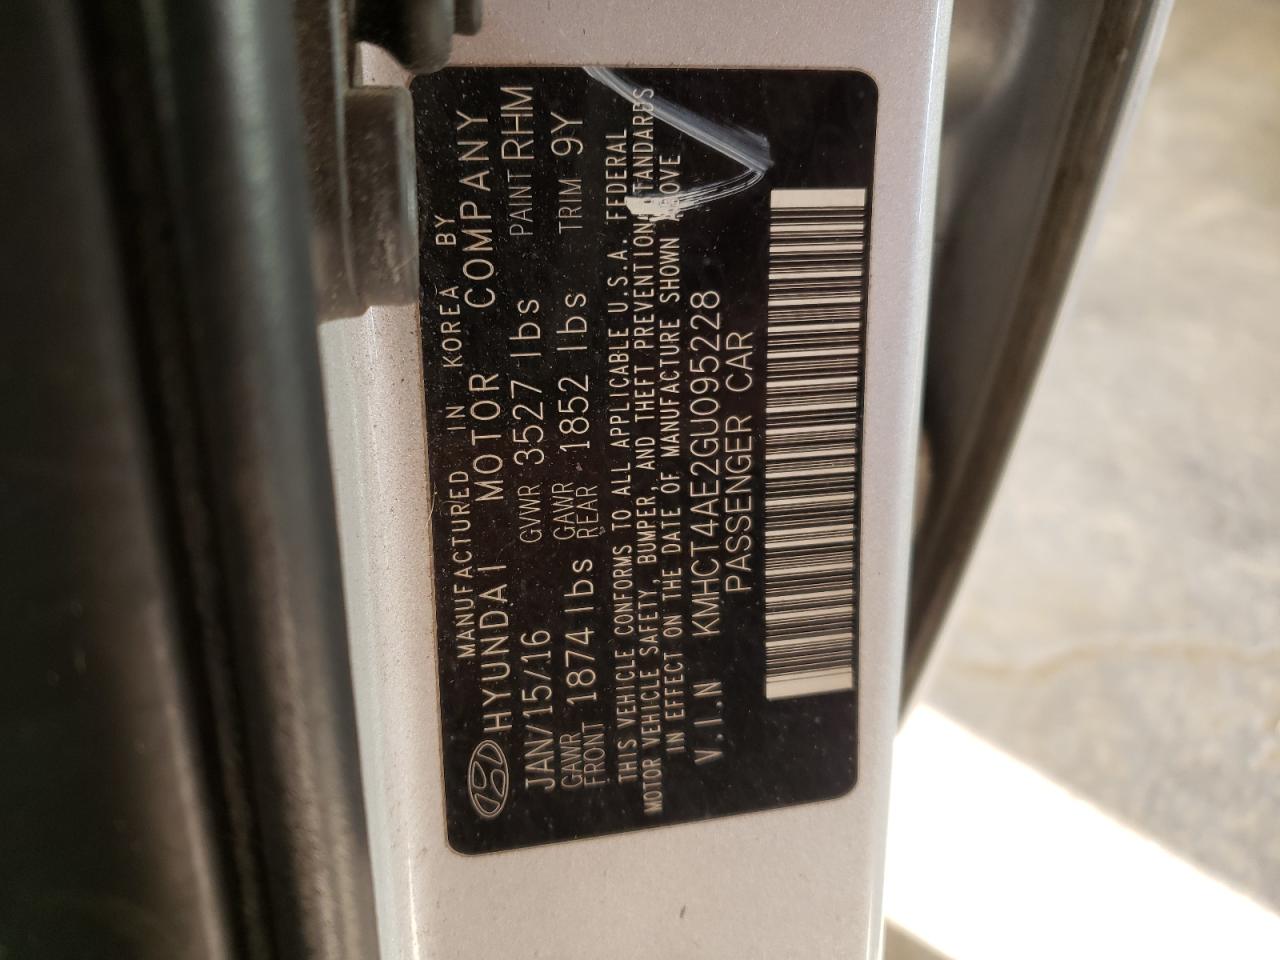 MANUFACTURED IN KOREA BY
HYUNDAI MOTOR COMPANY
JAN/15/16 GVWR 3527 lbs PAINT RHM
GAWR FRONT 1874 lbs GAWR REAR 1852 lbs TRIM 9Y
THIS VEHICLE CONFORMS TO ALL APPLICABLE U.S.A. FEDERAL
MOTOR VEHICLE SAFETY, BUMPER, AND THEFT PREVENTION STANDARDS
IN EFFECT ON THE DATE OF MANUFACTURE SHOWN ABOVE
V.I.N KMHCT4AE2GU095228
PASSENGER CAR